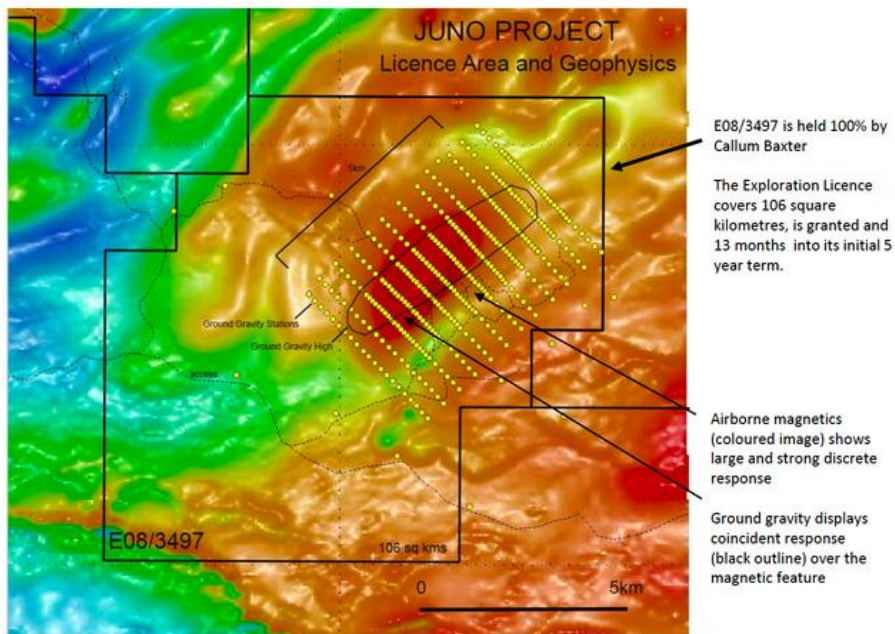 JUNO PROJECT
Licence Area and Geophysics
E08/3497 is held 100% by
Callum Baxter
The Exploration Licence
covers 106 square
kilometres, is granted and
13 months into its initial 5
year term.
9km
Ground Gravity Stations
Ground Gravity High
access
Airborne magnetics
(coloured image) shows
large and strong discrete
response
Ground gravity displays
coincident response
(black outline) over the
magnetic feature
E08/3497
106 sq kms
0 5km